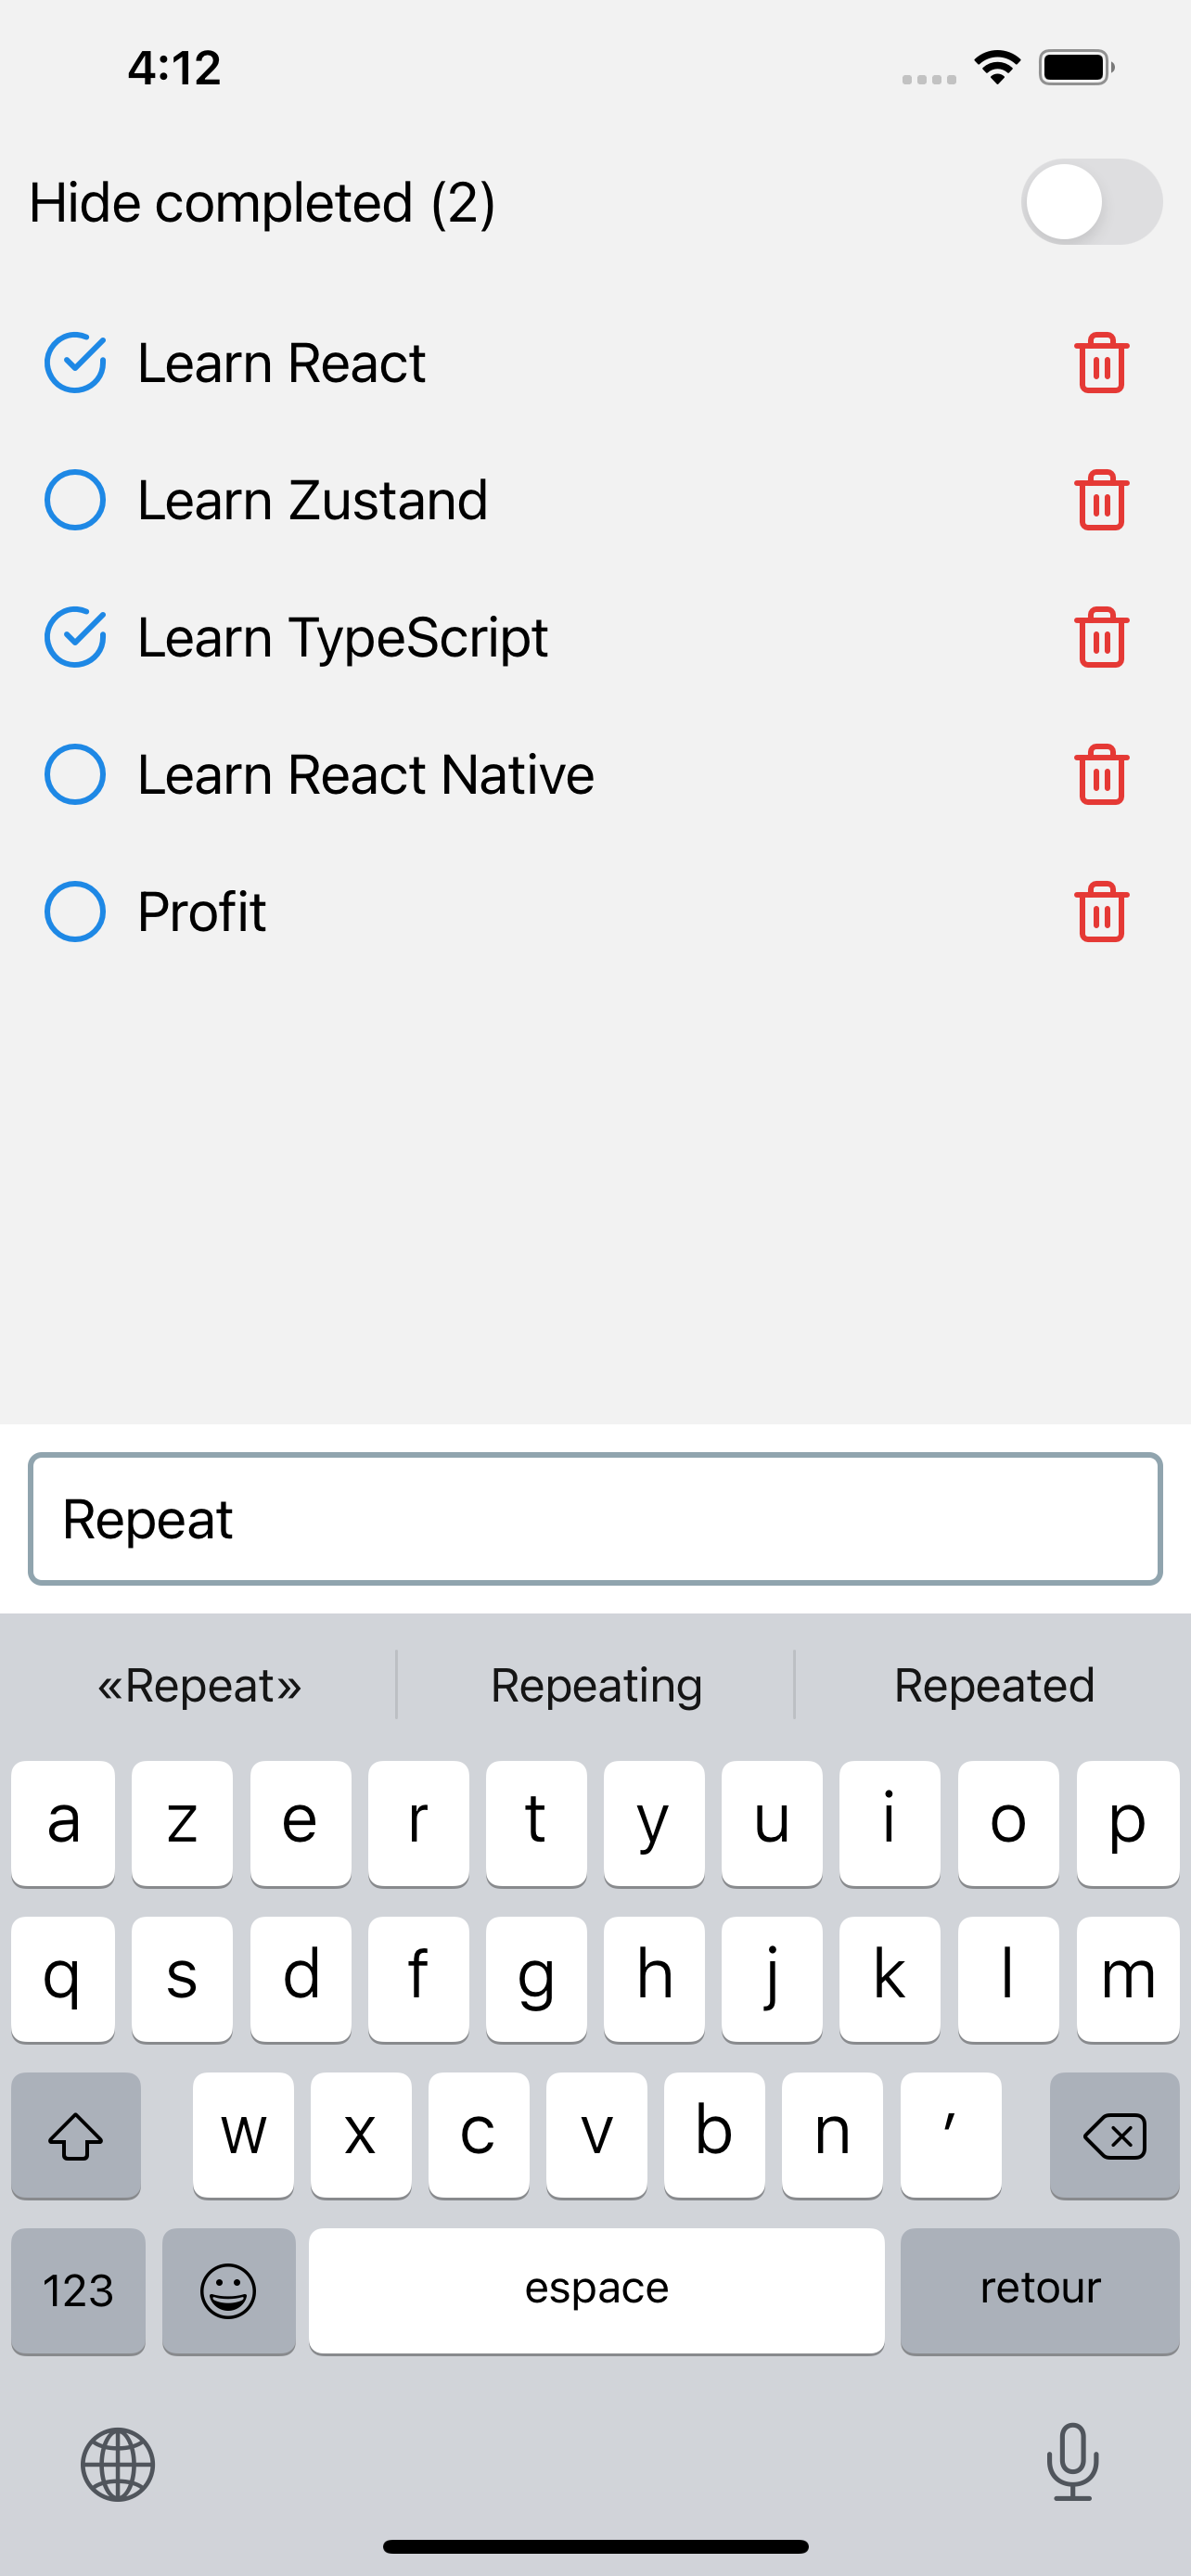 4:12
Hide completed (2)
Learn React
Learn Zustand
Learn TypeScript
Learn React Native
Profit
Repeat
«Repeat» Repeating Repeated
a z e r t y u i o p
q s d f g h j k l m
w x c v b n ′
123 espace retour